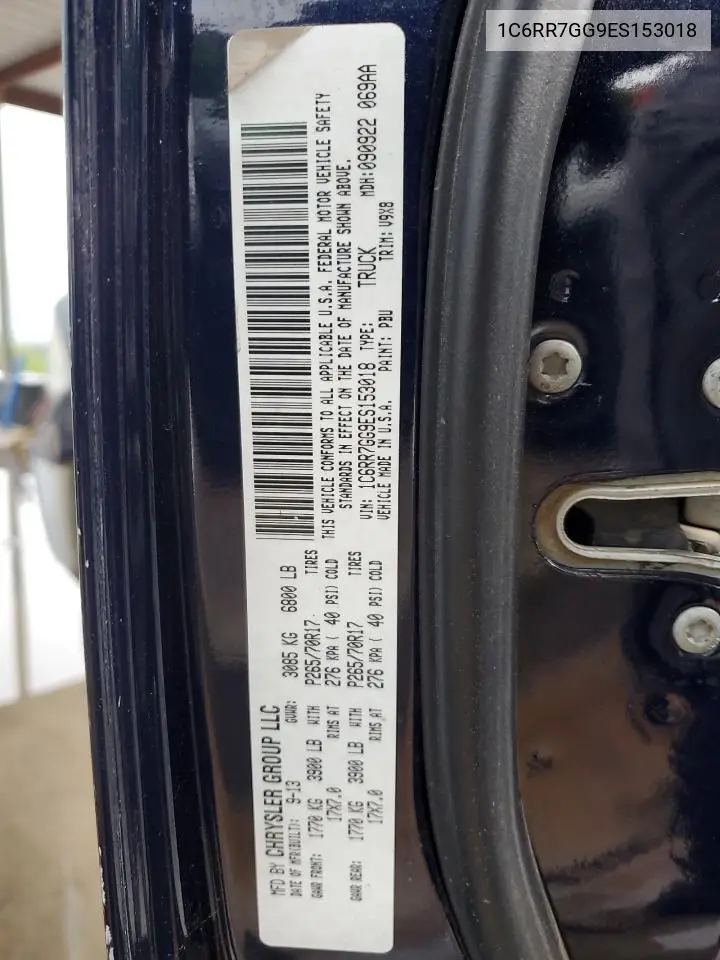 1C6RR7GG9ES153018
MFD BY CHRYSLER GROUP LLC
DATE OF MFR(BUILT): 9-13 GVWR: 3085 KG 6800 LB
GAWR FRONT: 1770 KG 3900 LB WITH P265/70R17 TIRES
17X7.0 RIMS AT 276 KPA ( 40 PSI) COLD
GAWR REAR: 1770 KG 3900 LB WITH P265/70R17 TIRES
17X7.0 RIMS AT 276 KPA ( 40 PSI) COLD
THIS VEHICLE CONFORMS TO ALL APPLICABLE U.S.A. FEDERAL MOTOR VEHICLE SAFETY
STANDARDS IN EFFECT ON THE DATE OF MANUFACTURE SHOWN ABOVE.
VIN: 1C6RR7GG9ES153018 TYPE: TRUCK MDH:090922 069AA
VEHICLE MADE IN U.S.A. PAINT: PBU TRIM: V9X8